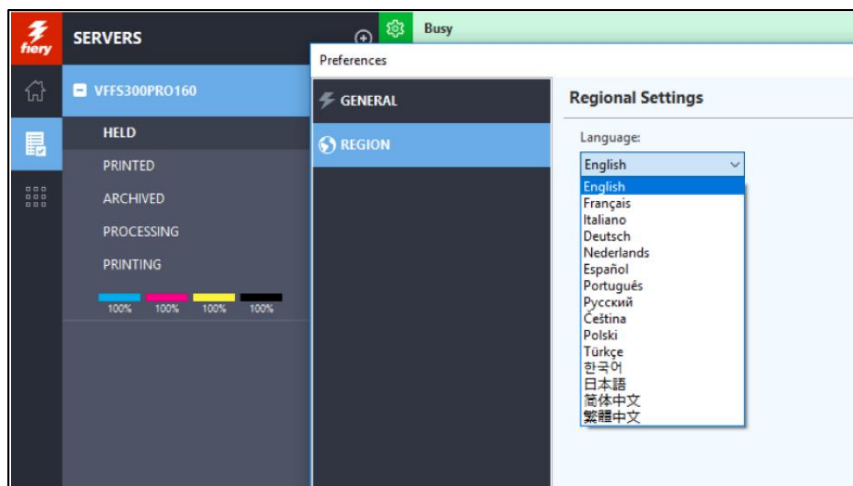 fiery
SERVERS
Busy
Preferences
VFFS300PRO160
HELD
PRINTED
ARCHIVED
PROCESSING
PRINTING
100% 100% 100% 100%
GENERAL
REGION
Regional Settings
Language:
English
English
Français
Italiano
Deutsch
Nederlands
Español
Português
Русский
Čeština
Polski
Türkçe
한국어
日本語
简体中文
繁體中文